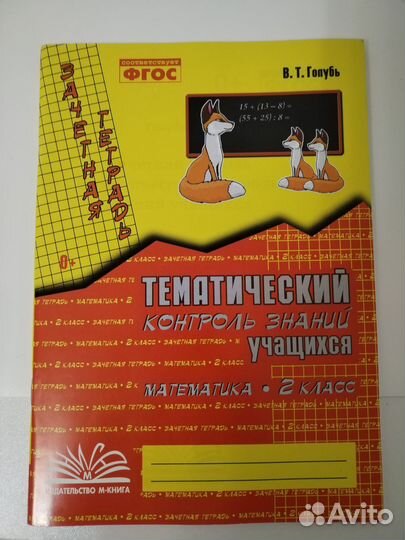 соответствует
ФГОС
В. Т. Голубь
ЗАЧЕТНАЯ
ТЕТРАДЬ
15 + (13 – 8) =
(55 + 25) : 8 =
0+
ТЕМАТИЧЕСКИЙ
КОНТРОЛЬ ЗНАНИЙ
УЧАЩИХСЯ
МАТЕМАТИКА • 2 КЛАСС
М
ИЗДАТЕЛЬСТВО М-КНИГА
Avito